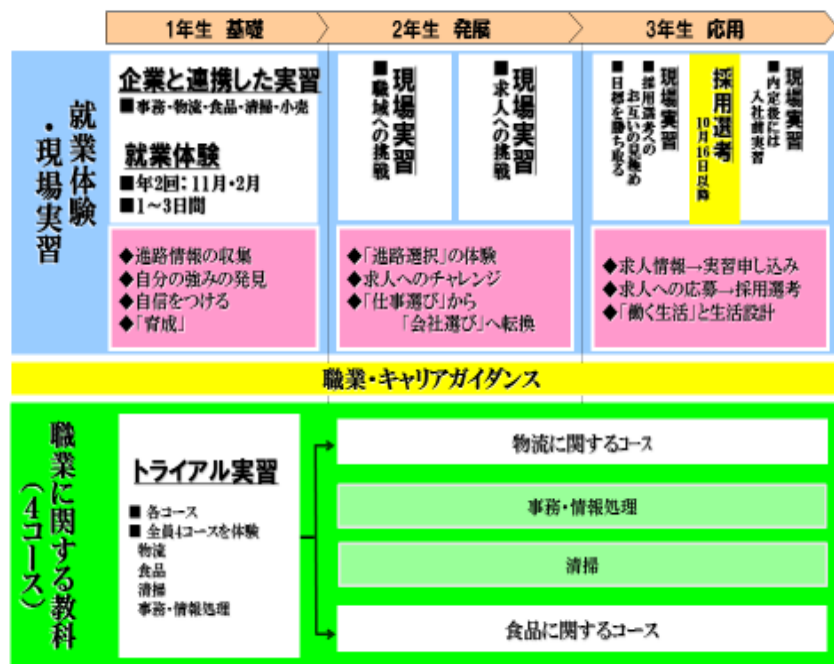 1年生 基礎
2年生 発展
3年生 応用
就業体験・現場実習
企業と連携した実習
■事務・物流・食品・清掃・小売
就業体験
■年2回：11月・2月
■1～3日間
現場実習
■職域への挑戦
現場実習
■求人への挑戦
現場実習
■採用選考への
お互いの見極め
■目標を勝ち取る
採用選考
10月16日以降
現場実習
■内定後には
入社前実習
◆進路情報の収集
◆自分の強みの発見
◆自信をつける
◆「育成」
◆「進路選択」の体験
◆求人へのチャレンジ
◆「仕事選び」から
「会社選び」へ転換
◆求人情報→実習申し込み
◆求人への応募→採用選考
◆「働く生活」と生活設計
職業・キャリアガイダンス
職業に関する教科
（4コース）
トライアル実習
■ 各コース
■ 全員4コースを体験
物流
食品
清掃
事務・情報処理
物流に関するコース
事務・情報処理
清掃
食品に関するコース